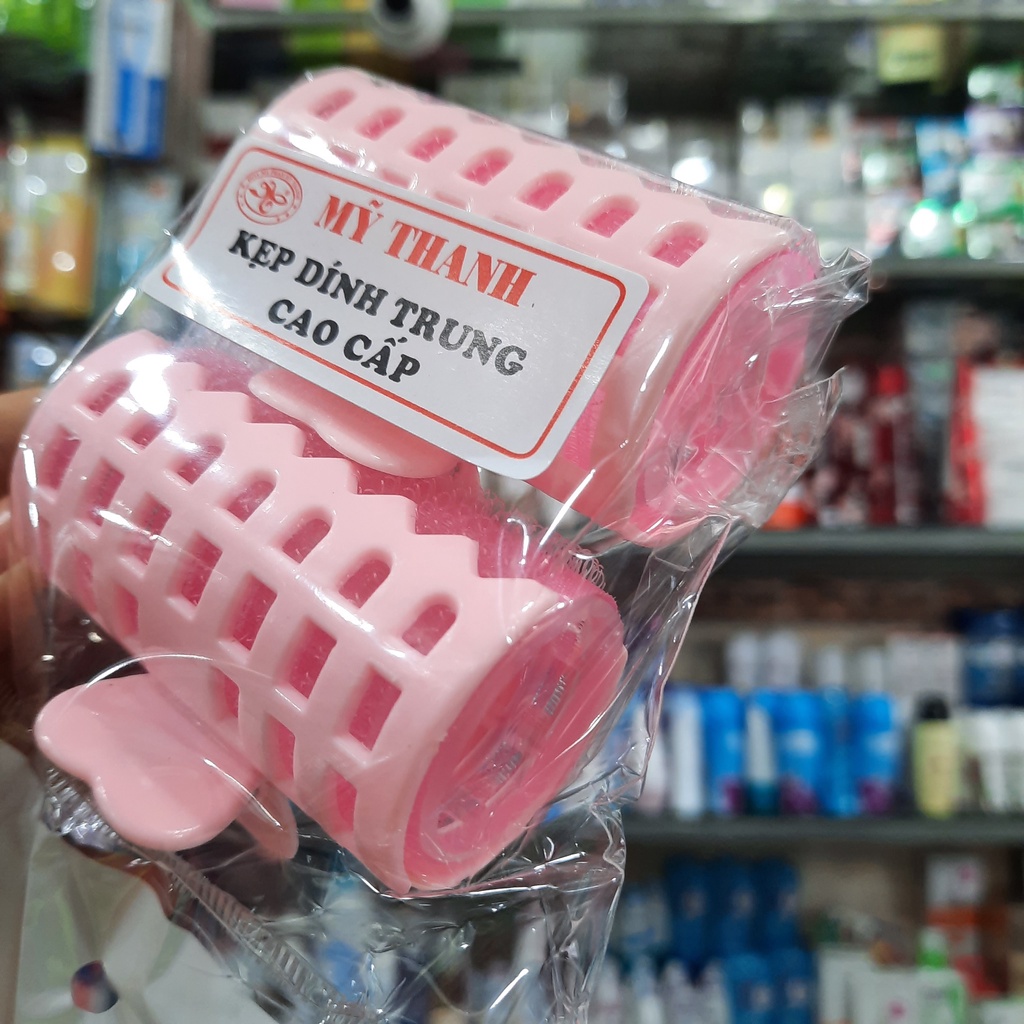 MỸ THANH
KẸP DÍNH TRUNG
CAO CẤP